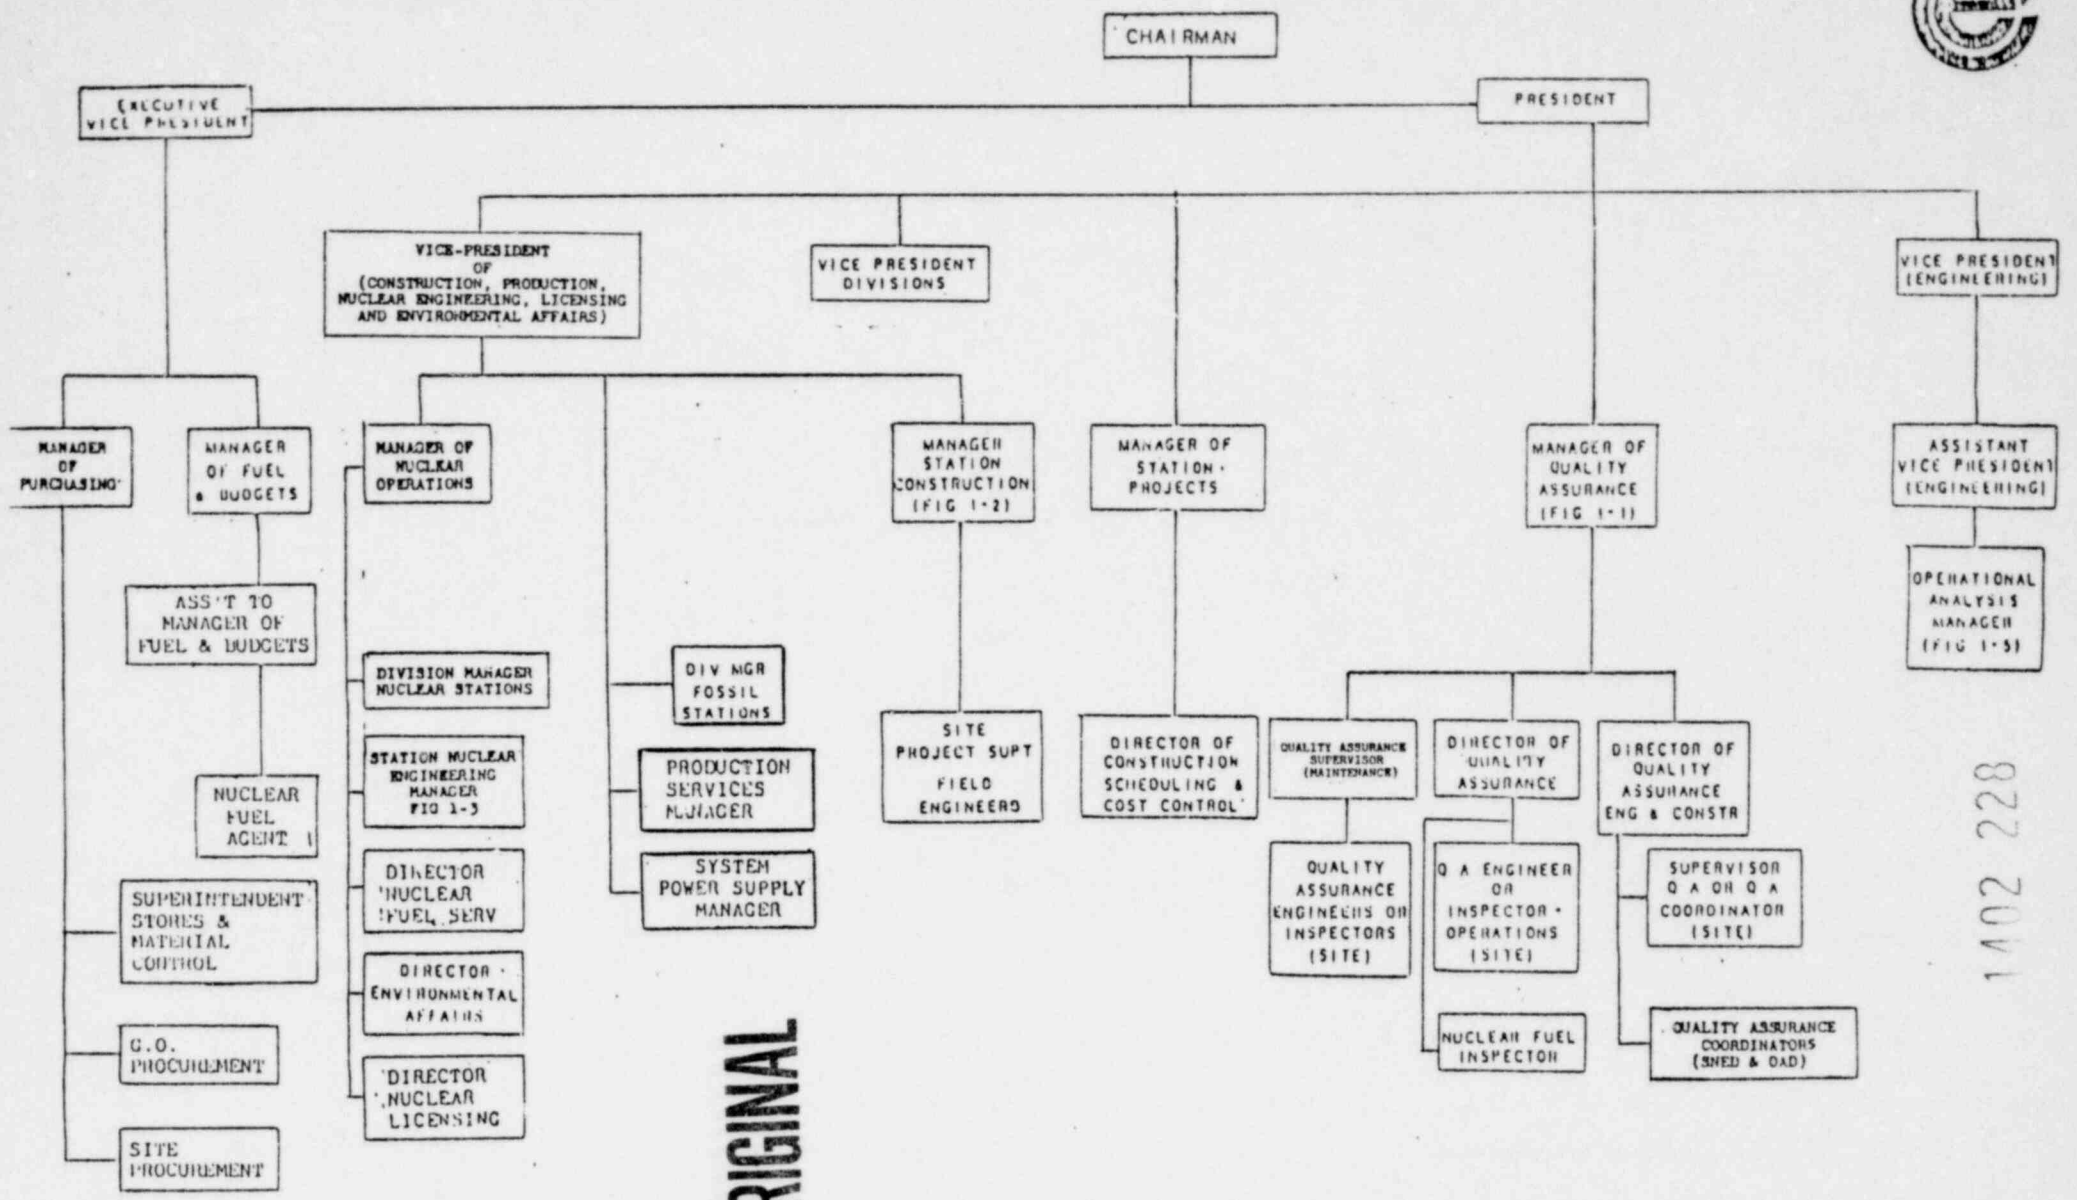 CHAIRMAN
EXECUTIVE
VICE PRESIDENT
PRESIDENT
VICE-PRESIDENT
OF
(CONSTRUCTION, PRODUCTION,
NUCLEAR ENGINEERING, LICENSING
AND ENVIRONMENTAL AFFAIRS)
VICE PRESIDENT
DIVISIONS
VICE PRESIDENT
(ENGINEERING)
MANAGER
OF
PURCHASING
MANAGER
OF FUEL
& BUDGETS
MANAGER OF
NUCLEAR
OPERATIONS
MANAGER
STATION
CONSTRUCTION
(FIG 1-2)
MANAGER OF
STATION
PROJECTS
MANAGER OF
QUALITY
ASSURANCE
(FIG 1-1)
ASSISTANT
VICE PRESIDENT
(ENGINEERING)
ASS'T TO
MANAGER OF
FUEL & BUDGETS
OPERATIONAL
ANALYSIS
MANAGER
(FIG 1-5)
DIVISION MANAGER
NUCLEAR STATIONS
DIV MGR
FOSSIL
STATIONS
STATION NUCLEAR
ENGINEERING
MANAGER
FIG 1-3
PRODUCTION
SERVICES
MANAGER
SITE
PROJECT SUPT
FIELD
ENGINEERS
DIRECTOR OF
CONSTRUCTION
SCHEDULING &
COST CONTROL
QUALITY ASSURANCE
SUPERVISOR
(MAINTENANCE)
DIRECTOR OF
QUALITY
ASSURANCE
DIRECTOR OF
QUALITY
ASSURANCE
ENG & CONSTR
NUCLEAR
FUEL
AGENT
DIRECTOR
NUCLEAR
FUEL SERV
SYSTEM
POWER SUPPLY
MANAGER
QUALITY
ASSURANCE
ENGINEERS OR
INSPECTORS
(SITE)
Q A ENGINEER
OR
INSPECTOR -
OPERATIONS
(SITE)
SUPERVISOR
Q A OR Q A
COORDINATOR
(SITE)
SUPERINTENDENT
STORES &
MATERIAL
CONTROL
DIRECTOR -
ENVIRONMENTAL
AFFAIRS
G.O.
PROCUREMENT
DIRECTOR
NUCLEAR
LICENSING
NUCLEAR FUEL
INSPECTOR
QUALITY ASSURANCE
COORDINATORS
(SNED & OAD)
SITE
PROCUREMENT
RIGINAL
1402 228